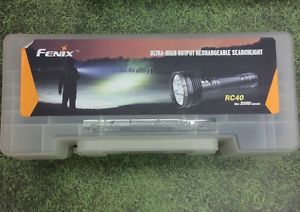 FENIX
ULTRA-HIGH OUTPUT RECHARGEABLE SEARCHLIGHT
RC40